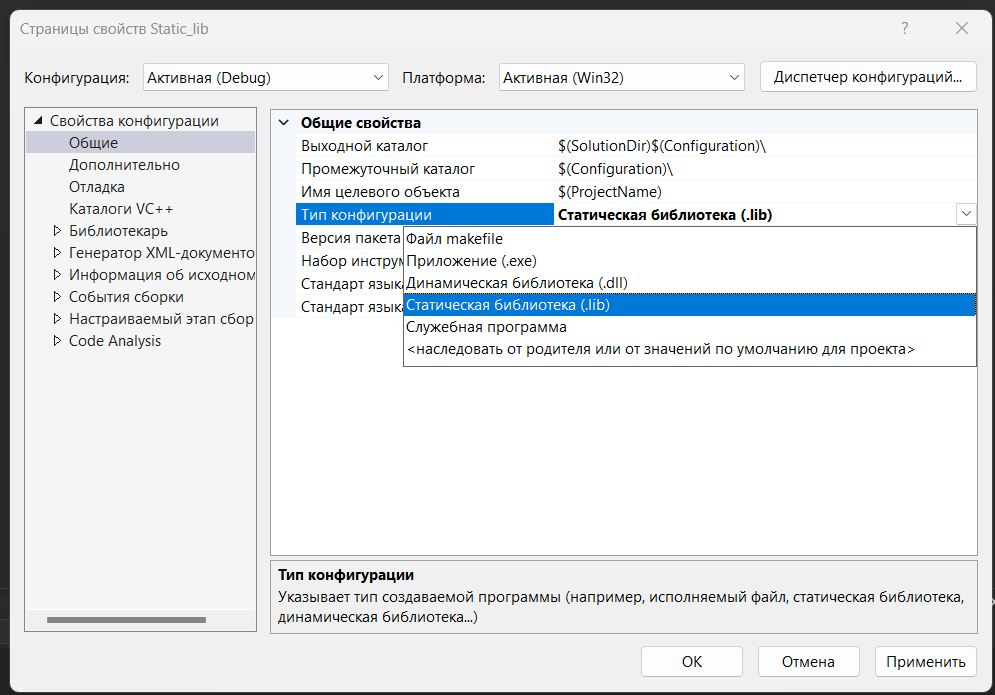 Страницы свойств Static_lib
?
Конфигурация: Активная (Debug) Платформа: Активная (Win32) Диспетчер конфигураций...
Свойства конфигурации
Общие
Дополнительно
Отладка
Каталоги VC++
Библиотекарь
Генератор XML-документо
Информация об исходном
События сборки
Настраиваемый этап сбор
Code Analysis
Общие свойства
Выходной каталог $(SolutionDir)$(Configuration)\
Промежуточный каталог $(Configuration)\
Имя целевого объекта $(ProjectName)
Тип конфигурации Статическая библиотека (.lib)
Версия пакета
Набор инструм
Стандарт языка
Стандарт языка
Файл makefile
Приложение (.exe)
Динамическая библиотека (.dll)
Статическая библиотека (.lib)
Служебная программа
<наследовать от родителя или от значений по умолчанию для проекта>
Тип конфигурации
Указывает тип создаваемой программы (например, исполняемый файл, статическая библиотека,
динамическая библиотека...)
ОК Отмена Применить